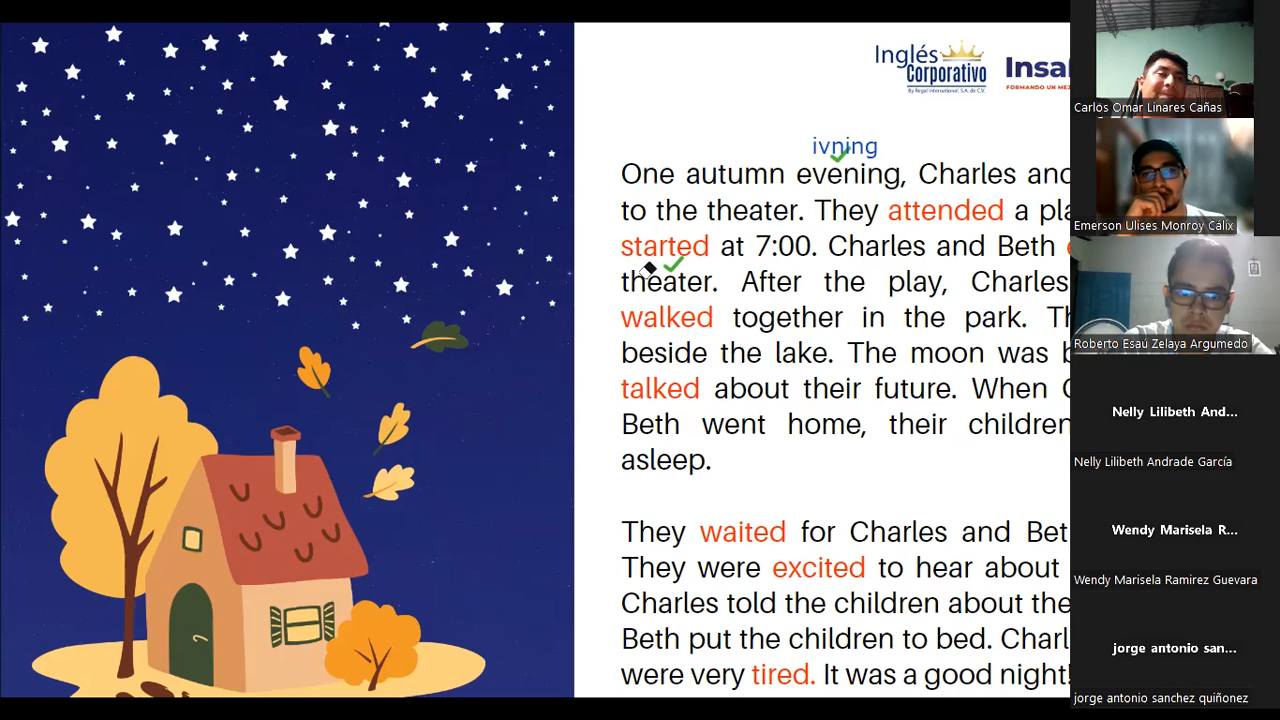 Inglés
Corporativo
By Regal International, S.A. de C.V.
Insa
FORMANDO UN
ivning
One autumn evening, Charles and
to the theater. They attended a pla
started at 7:00. Charles and Beth
theater. After the play, Charles
walked together in the park. Th
beside the lake. The moon was b
talked about their future. When
Beth went home, their children
asleep.
They waited for Charles and Bet
They were excited to hear about
Charles told the children about the
Beth put the children to bed. Charl
were very tired. It was a good night!
Carlos Omar Linares Cañas
Emerson Ulises Monroy Cálix
Roberto Esaú Zelaya Argumedo
Nelly Lilibeth And...
Nelly Lilibeth Andrade García
Wendy Marisela R...
Wendy Marisela Ramirez Guevara
jorge antonio san...
jorge antonio sanchez quiñonez